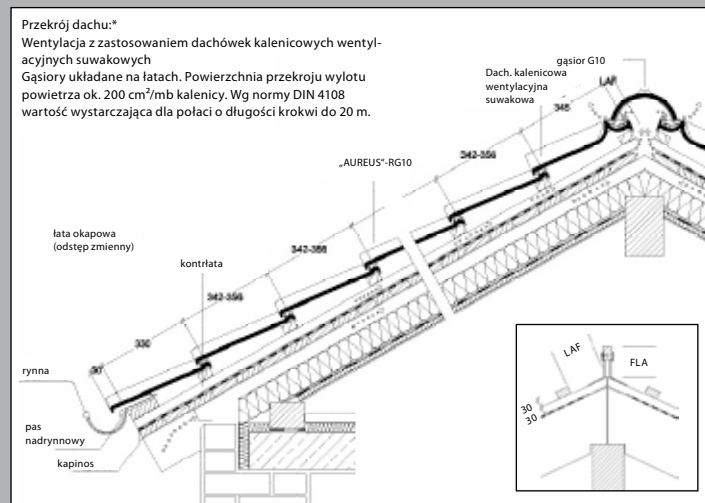 Przekrój dachu:*
Wentylacja z zastosowaniem dachówek kalenicowych wentyl-
acyjnych suwakowych
Gąsiory układane na łatach. Powierzchnia przekroju wylotu
powietrza ok. 200 cm²/mb kalenicy. Wg normy DIN 4108
wartość wystarczająca dla połaci o długości krokwi do 20 m.
gąsior G10
Dach. kalenicowa
wentylacyjna
suwakowa
LAF
345
342-356
„AUREUS"-RG10
342-356
łata okapowa
(odstęp zmienny)
kontrłata
342-356
330
30
rynna
pas
nadrynnowy
kapinos
LAF
FLA
30
30